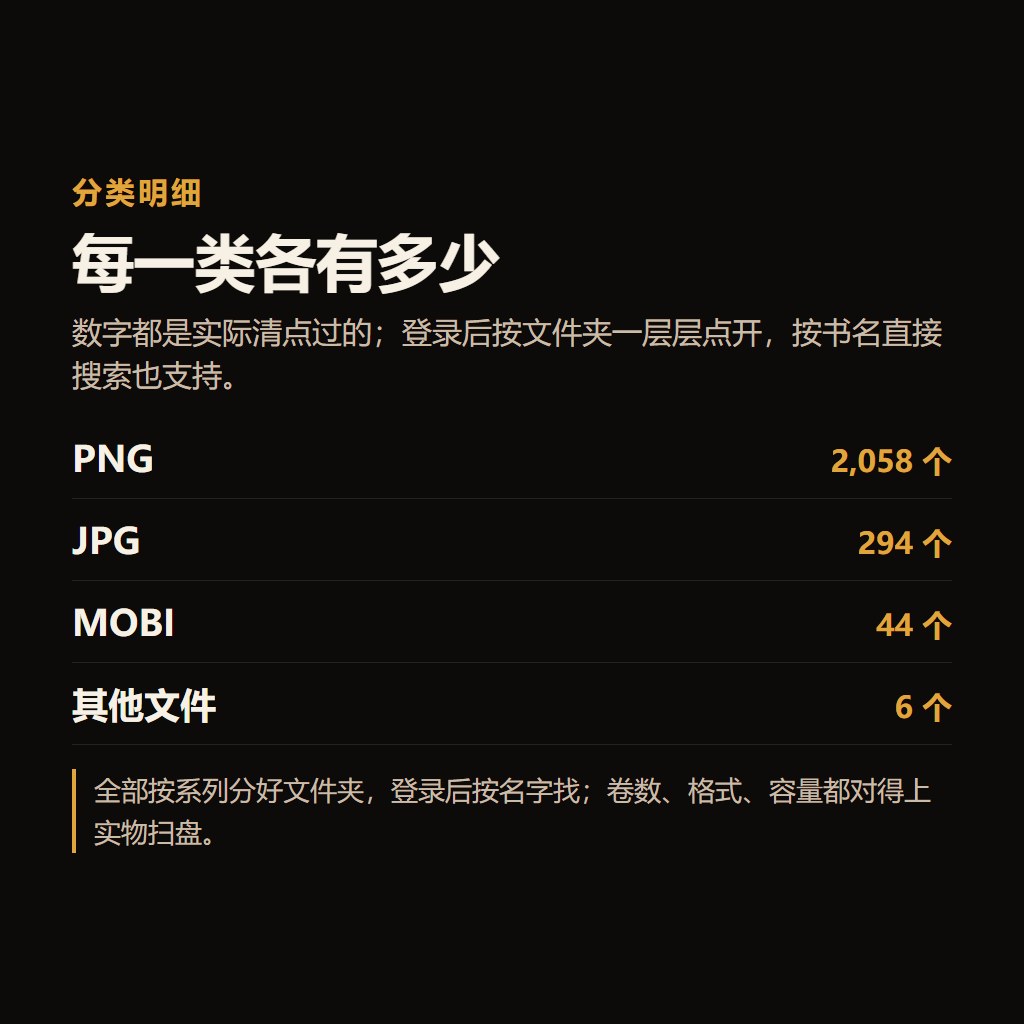 分类明细
每一类各有多少
数字都是实际清点过的；登录后按文件夹一层层点开，按书名直接
搜索也支持。
PNG
2,058 个
JPG
294 个
MOBI
44 个
其他文件
6 个
全部按系列分好文件夹，登录后按名字找；卷数、格式、容量都对得上
实物扫盘。